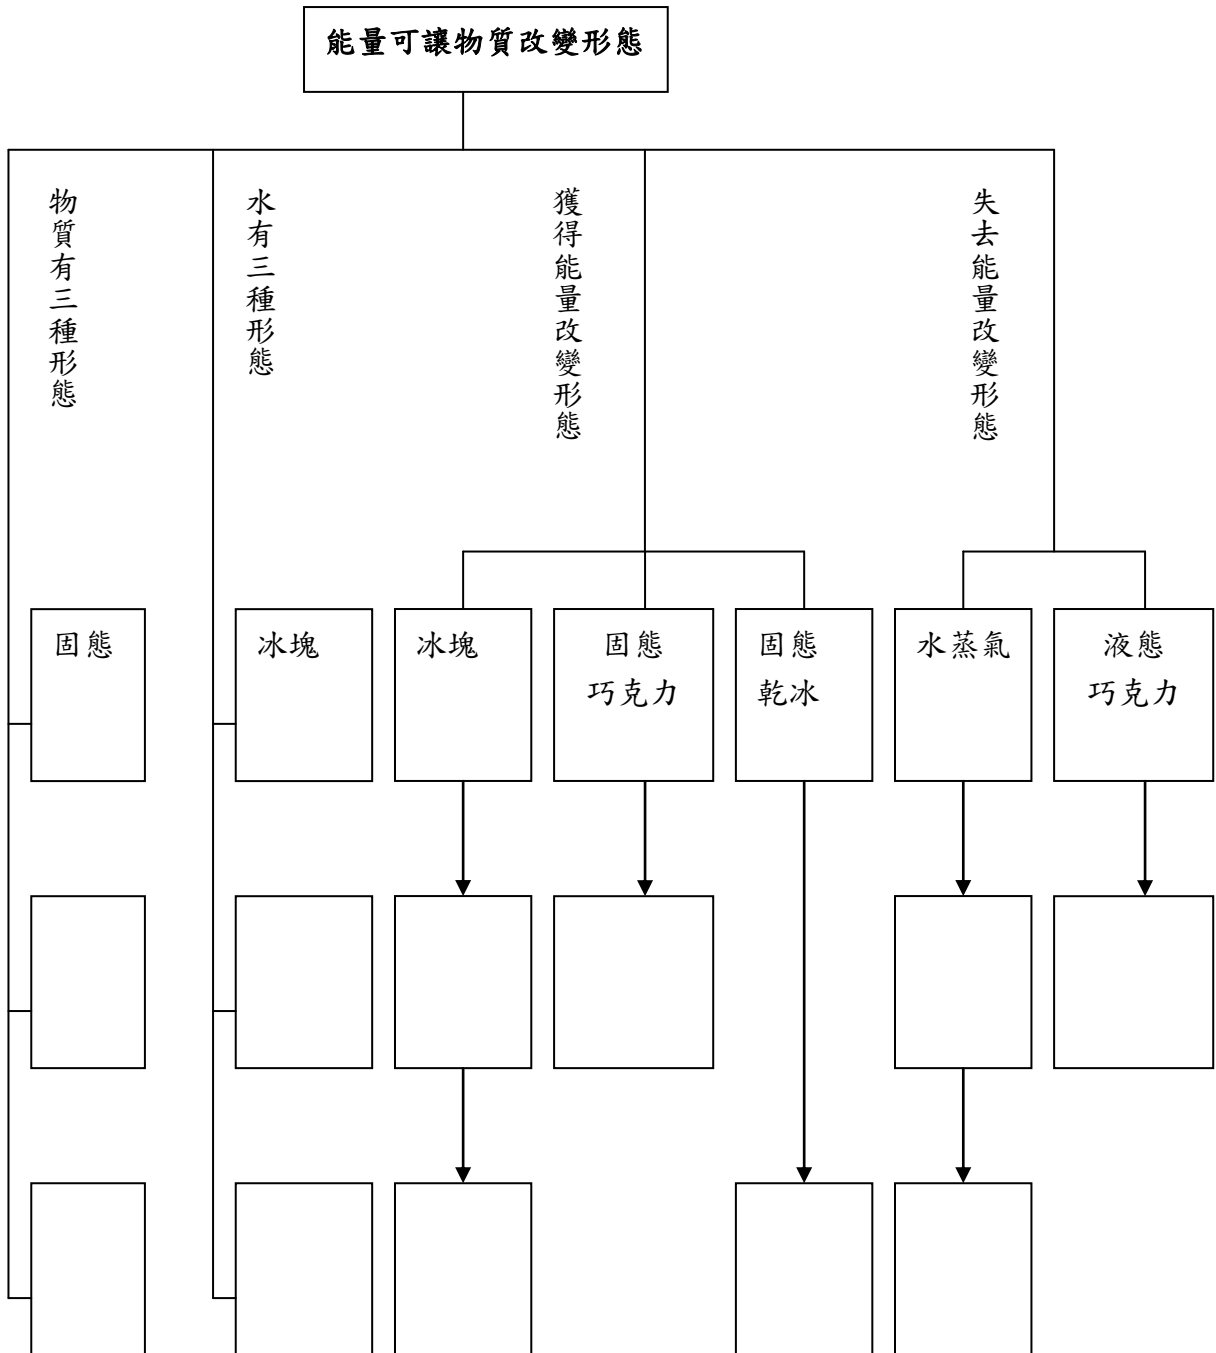 能量可讓物質改變形態
物質有三種形態
水有三種形態
獲得能量改變形態
失去能量改變形態
固態
冰塊
冰塊
固態
巧克力
固態
乾冰
水蒸氣
液態
巧克力